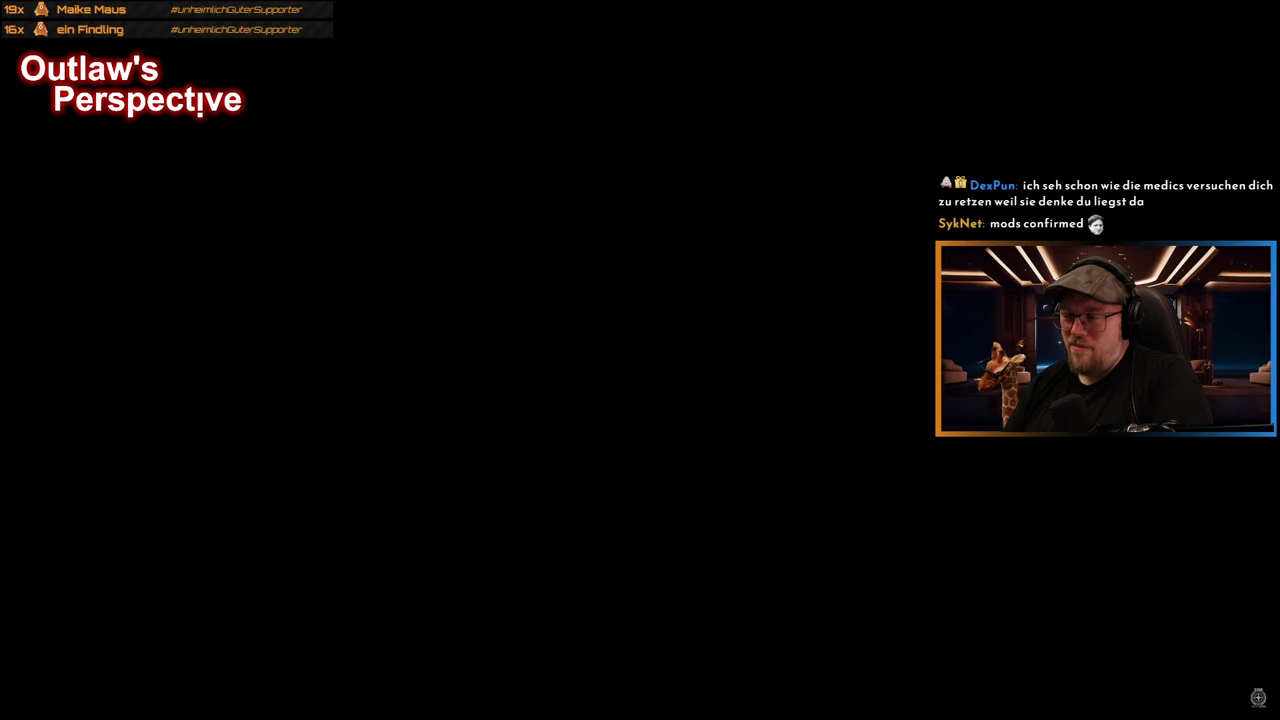 19x Maike Maus #unheimlichGuterSupporter
16x ein Findling #unheimlichGuterSupporter
Outlaw's
Perspective
DexPun: ich seh schon wie die medics versuchen dich
zu retzen weil sie denke du liegst da
SykNet: mods confirmed